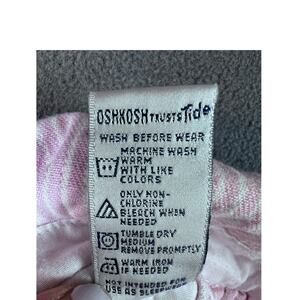 OSHKOSH TRUSTS Tide
WASH BEFORE WEAR
MACHINE WASH
WARM
WITH LIKE
COLORS
ONLY NON-
CHLORINE
BLEACH WHEN
NEEDED
TUMBLE DRY
MEDIUM
REMOVE PROMPTLY
WARM IRON
IF NEEDED
NOT INTENDED FOR
USE AS SLEEPWEAR